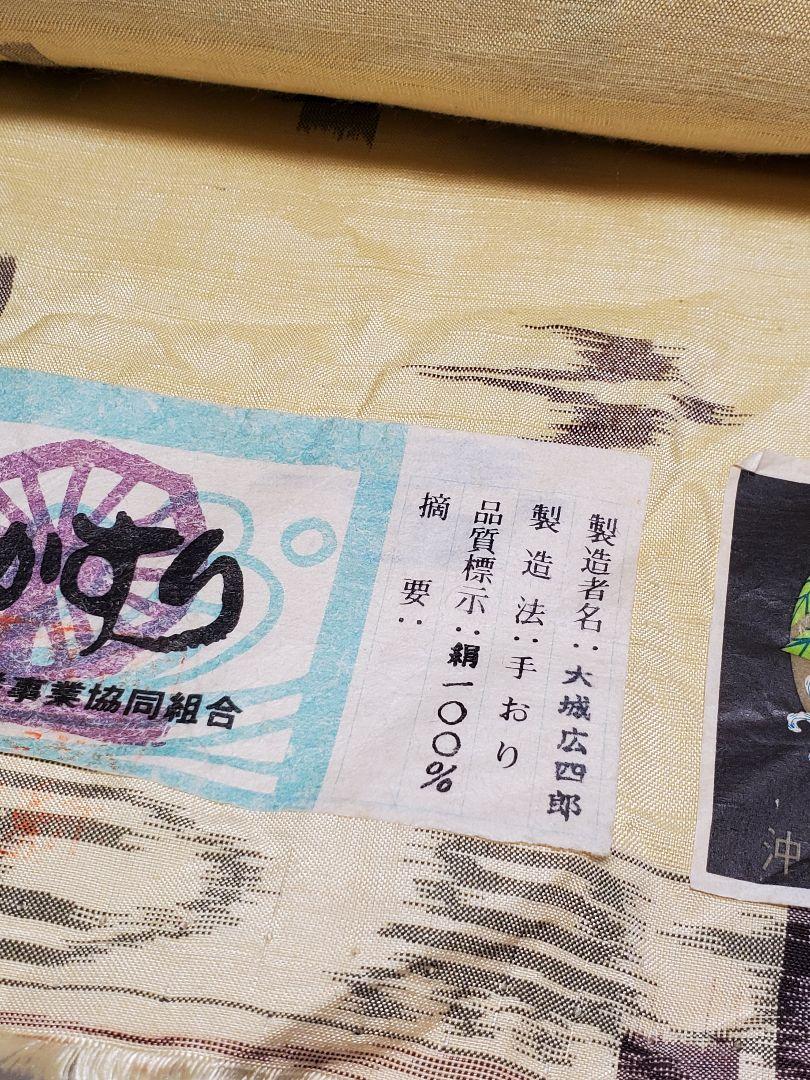 かすり
事業協同組合
製造者名：大城広四郎
製造法：手おり
品質標示：絹一〇〇％
摘要：
沖